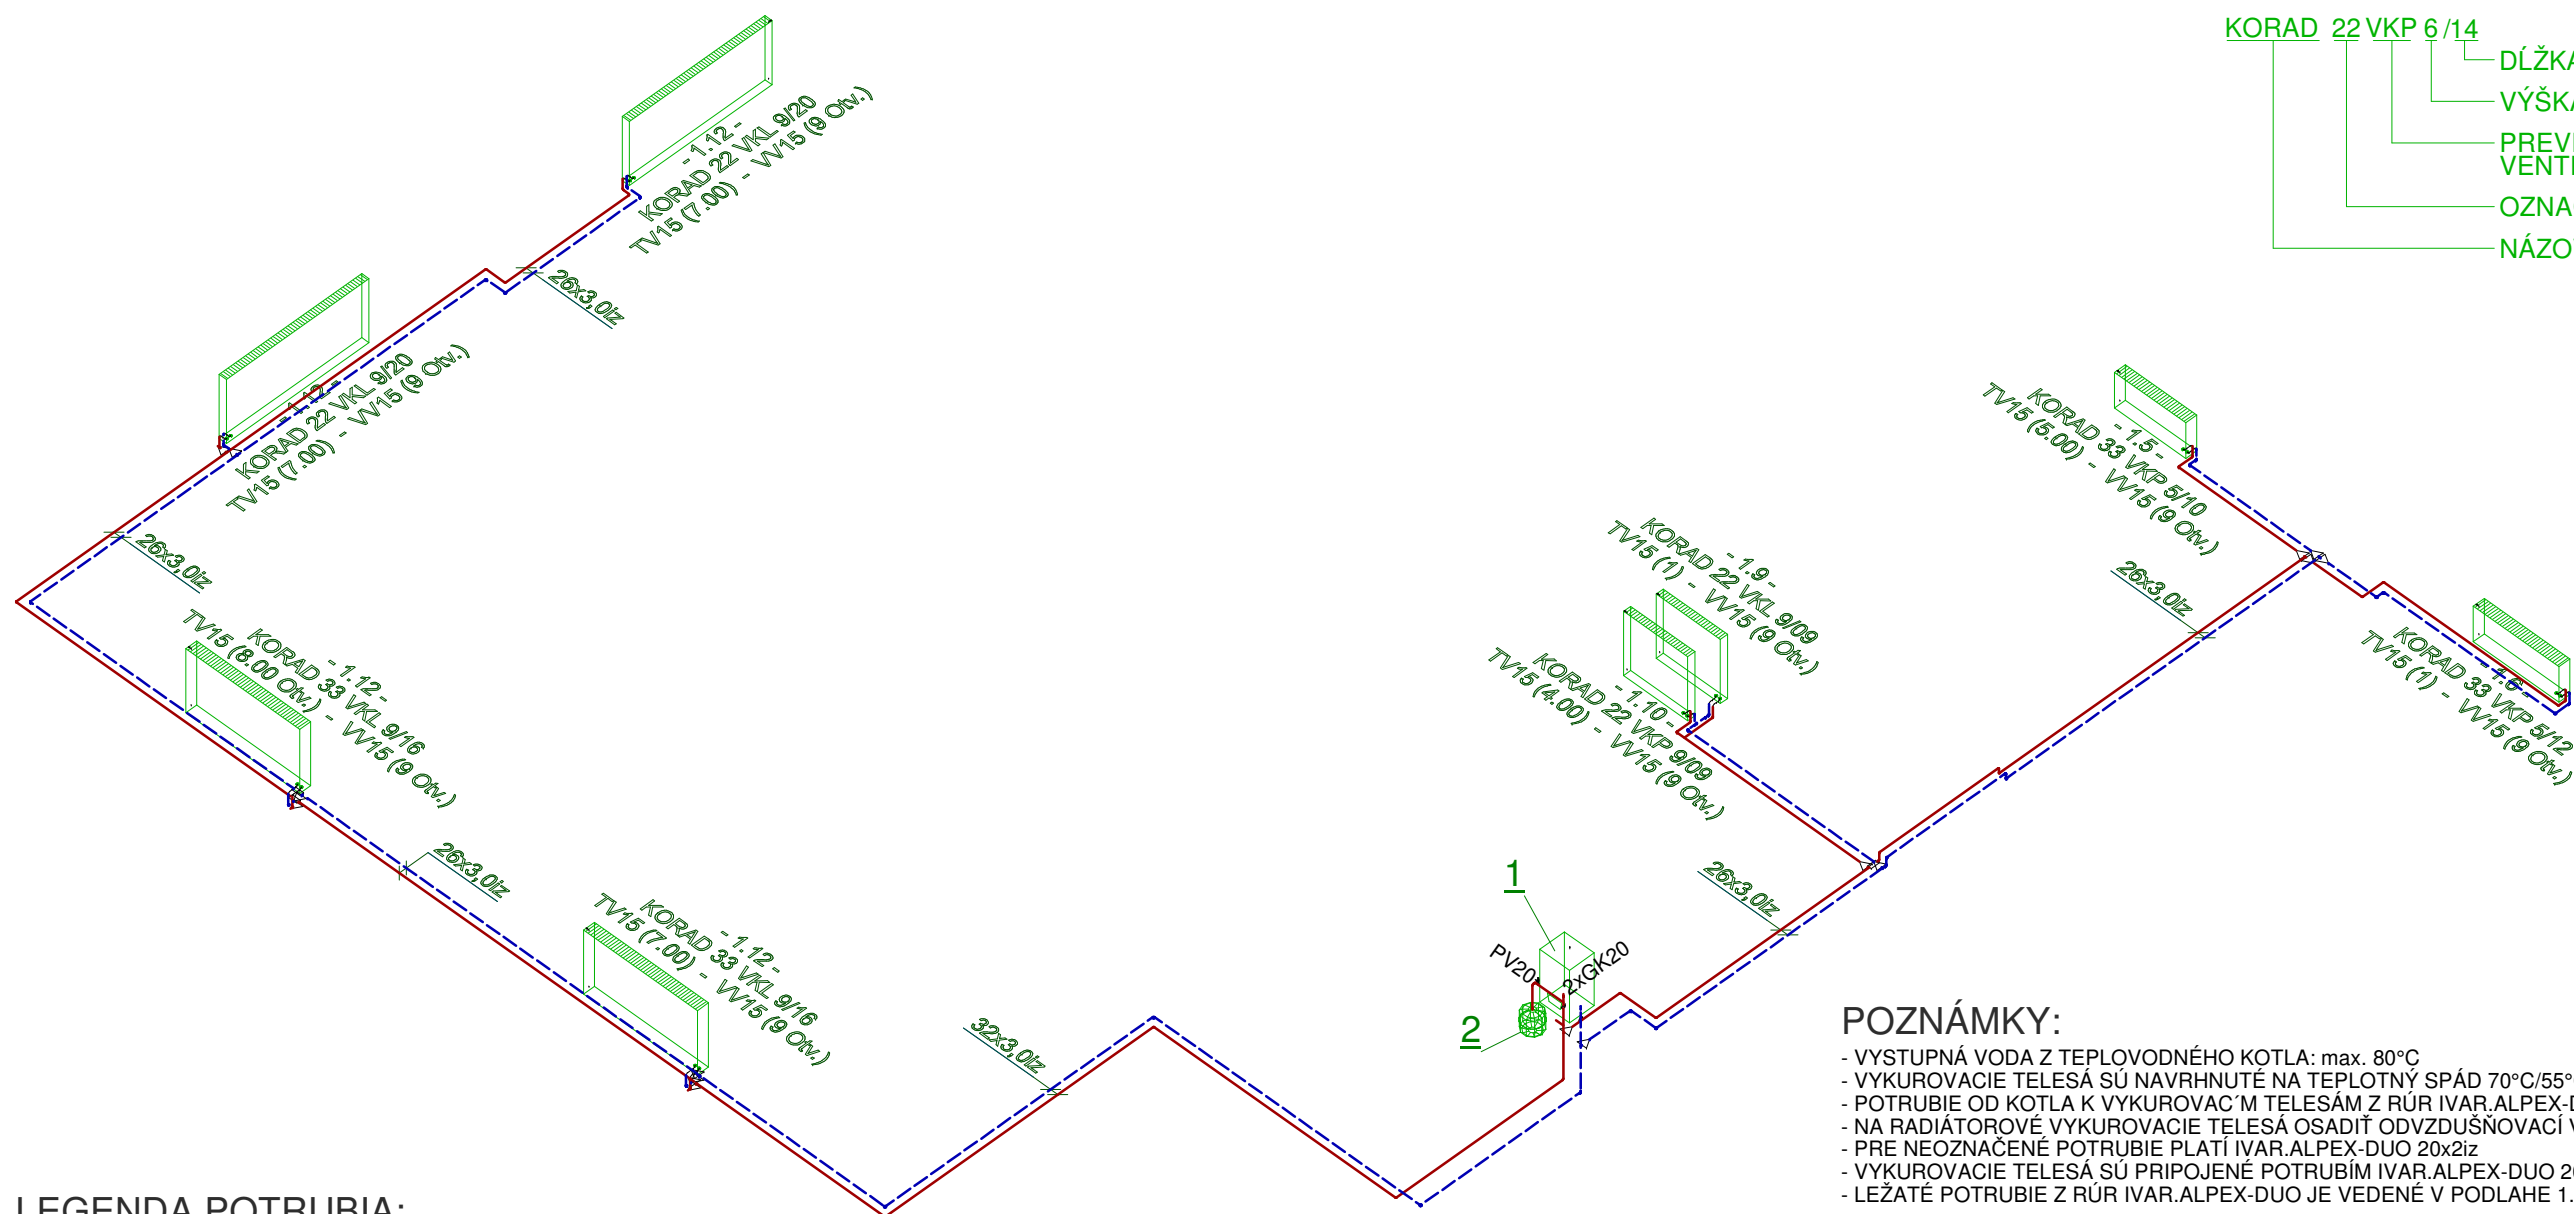 KORAD 22 VKP 6 /14
DĹŽKA
VÝŠKA
PREV
VENT
OZNA
NÁZO
- 1.12 -
KORAD 22 VKL 9/20
TV15 (7.00) - VV15 (9 Otv.)
26x3,0iz
KORAD 22 VKL 9/20
TV15 (7.00) - VV15 (9 Otv.)
26x3,0iz
- 1.12 -
KORAD 33 VKL 9/16
TV15 (8.00 Otv.) - VV15 (9 Otv.)
26x3,0iz
- 1.12 -
KORAD 33 VKL 9/16
TV15 (7.00) - VV15 (9 Otv.)
32x3,0iz
- 1.9 -
KORAD 22 VKL 9/09
TV15 (1) - VV15 (9 Otv.)
- 1.10 -
KORAD 22 VKP 9/09
TV15 (4.00) - VV15 (9 Otv.)
- 1.5 -
KORAD 33 VKP 5/10
TV15 (5.00) - VV15 (9 Otv.)
26x3,0iz
- 1.6 -
KORAD 33 VKP 5/12
TV15 (1) - VV15 (9 Otv.)
26x3,0iz
1
PV20
2xGK20
2
POZNÁMKY:
- VYSTUPNÁ VODA Z TEPLOVODNÉHO KOTLA: max. 80°C
- VYKUROVACIE TELESÁ SÚ NAVRHNUTÉ NA TEPLOTNÝ SPÁD 70°C/55°
- POTRUBIE OD KOTLA K VYKUROVAC´M TELESÁM Z RÚR IVAR.ALPEX-D
- NA RADIÁTOROVÉ VYKUROVACIE TELESÁ OSADIŤ ODVZDUŠŇOVACÍ V
- PRE NEOZNAČENÉ POTRUBIE PLATÍ IVAR.ALPEX-DUO 20x2iz
- VYKUROVACIE TELESÁ SÚ PRIPOJENÉ POTRUBÍM IVAR.ALPEX-DUO 20
- LEŽATÉ POTRUBIE Z RÚR IVAR.ALPEX-DUO JE VEDENÉ V PODLAHE 1.
LEGENDA POTRUBIA: